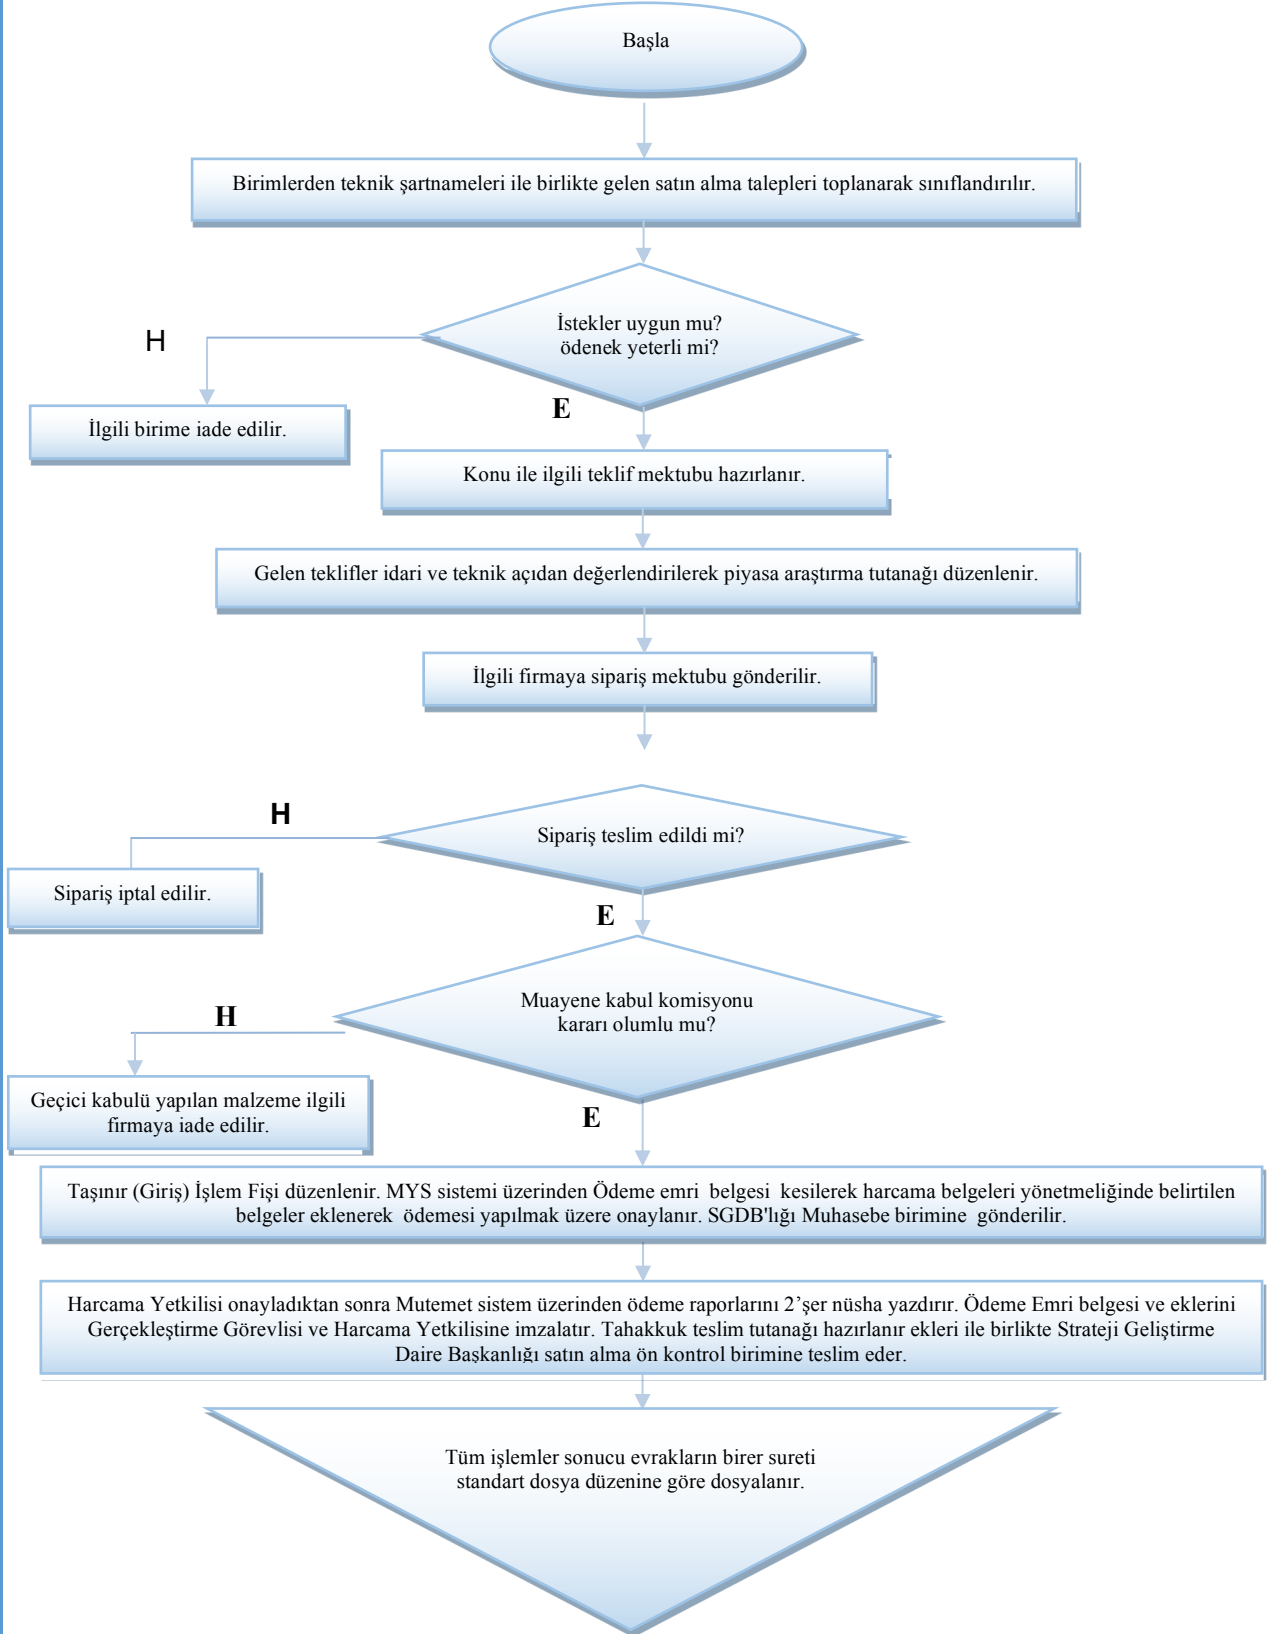 Başla
Birimlerden teknik şartnameleri ile birlikte gelen satın alma talepleri toplanarak sınıflandırılır.
İstekler uygun mu?
ödenek yeterli mi?
H
E
İlgili birime iade edilir.
Konu ile ilgili teklif mektubu hazırlanır.
Gelen teklifler idari ve teknik açıdan değerlendirilerek piyasa araştırma tutanağı düzenlenir.
İlgili firmaya sipariş mektubu gönderilir.
H
Sipariş teslim edildi mi?
Sipariş iptal edilir.
E
Muayene kabul komisyonu
kararı olumlu mu?
H
Geçici kabulü yapılan malzeme ilgili
firmaya iade edilir.
E
Taşınır (Giriş) İşlem Fişi düzenlenir. MYS sistemi üzerinden Ödeme emri belgesi kesilerek harcama belgeleri yönetmeliğinde belirtilen
belgeler eklenerek ödemesi yapılmak üzere onaylanır. SGDB'lığı Muhasebe birimine gönderilir.
Harcama Yetkilisi onayladıktan sonra Mutemet sistem üzerinden ödeme raporlarını 2’şer nüsha yazdırır. Ödeme Emri belgesi ve eklerini
Gerçekleştirme Görevlisi ve Harcama Yetkilisine imzalatır. Tahakkuk teslim tutanağı hazırlanır ekleri ile birlikte Strateji Geliştirme
Daire Başkanlığı satın alma ön kontrol birimine teslim eder.
Tüm işlemler sonucu evrakların birer sureti
standart dosya düzenine göre dosyalanır.